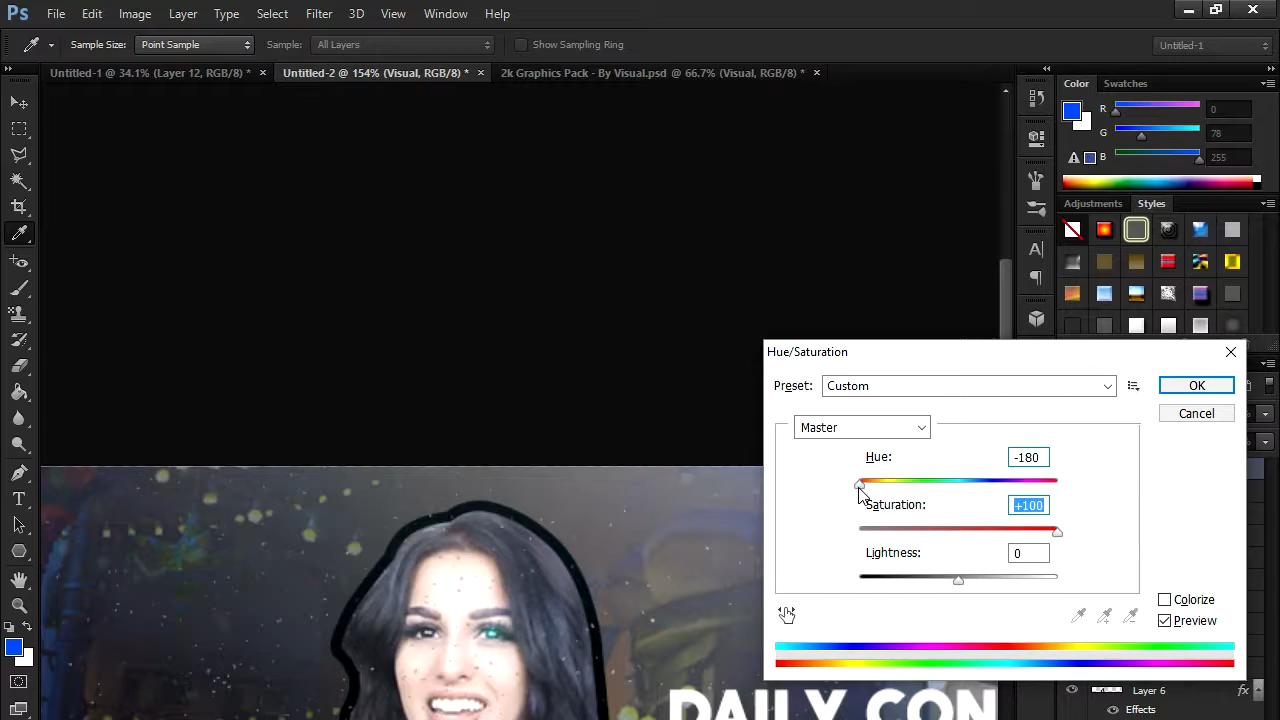 Ps File Edit Image Layer Type Select Filter 3D View Window Help
Sample Size: Point Sample Sample: All Layers Show Sampling Ring Untitled-1
Untitled-1 @ 34.1% (Layer 12, RGB/8) * × Untitled-2 @ 154% (Visual, RGB/8) * × 2k Graphics Pack - By Visual.psd @ 66.7% (Visual, RGB/8) * ×
Color Swatches
R 0
G 78
B 255
Adjustments Styles
Hue/Saturation
Preset: Custom OK
Cancel
Master
Hue: -180
Saturation: +100
Lightness: 0
Colorize
Preview
Layer 6 fx
Effects
DAILY CON